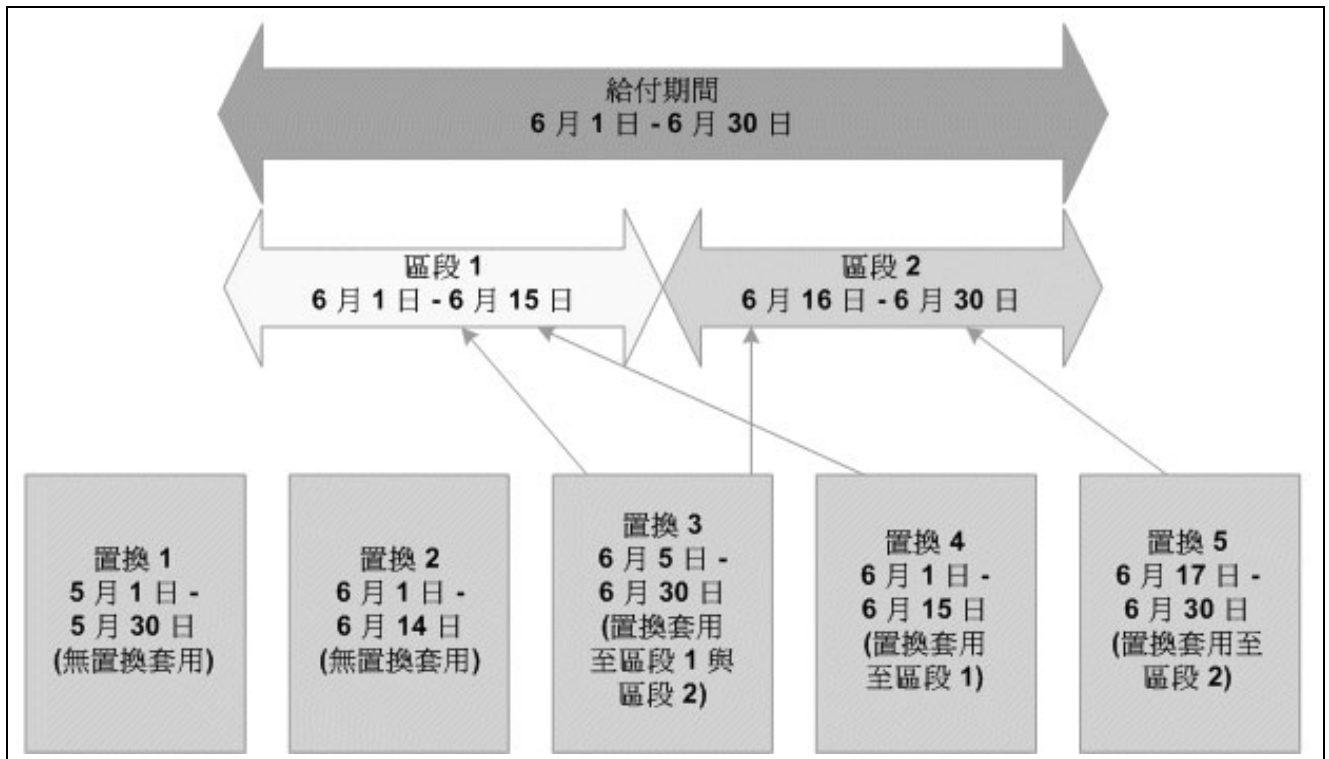 給付期間
6 月 1 日 - 6 月 30 日
區段 1
6 月 1 日 - 6 月 15 日
區段 2
6 月 16 日 - 6 月 30 日
置換 1
5 月 1 日 -
5 月 30 日
(無置換套用)
置換 2
6 月 1 日 -
6 月 14 日
(無置換套用)
置換 3
6 月 5 日 -
6 月 30 日
(置換套用
至區段 1 與
區段 2)
置換 4
6 月 1 日 -
6 月 15 日
(置換套用
至區段 1)
置換 5
6 月 17 日 -
6 月 30 日
(置換套用至
區段 2)